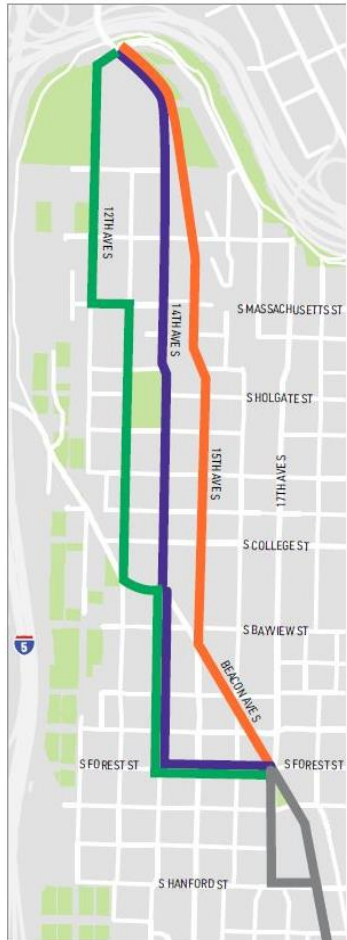 12TH AVE S
S MASSACHUSETTS ST
14TH AVE S
S HOLGATE ST
15TH AVE S
17TH AVE S
S COLLEGE ST
S BAYVIEW ST
5
BEACON AVE S
S FOREST ST
S FOREST ST
S HANFORD ST